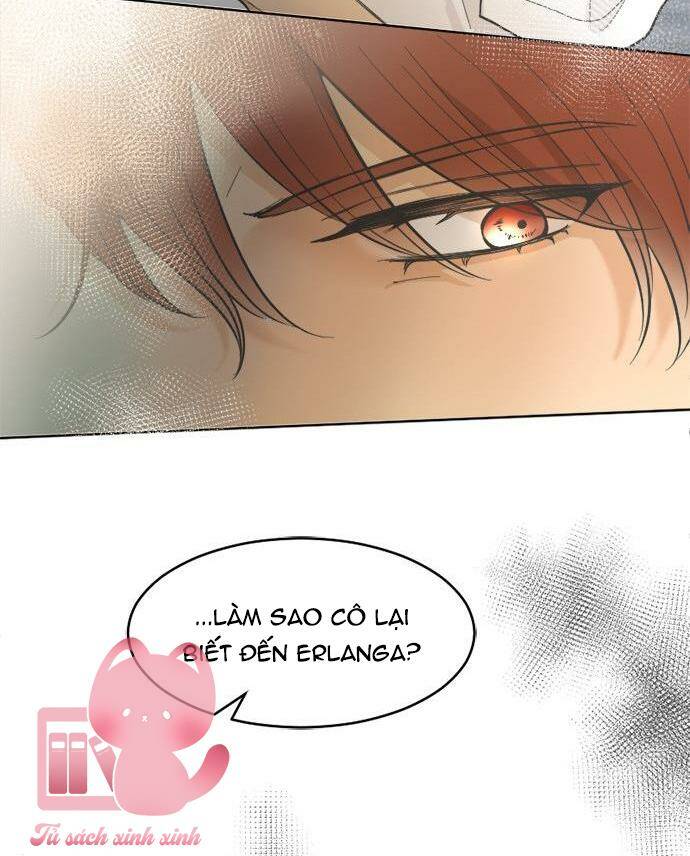 ...LÀM SAO CÔ LẠI
BIẾT ĐẾN ERLANGA?
Tủ sách xinh xinh